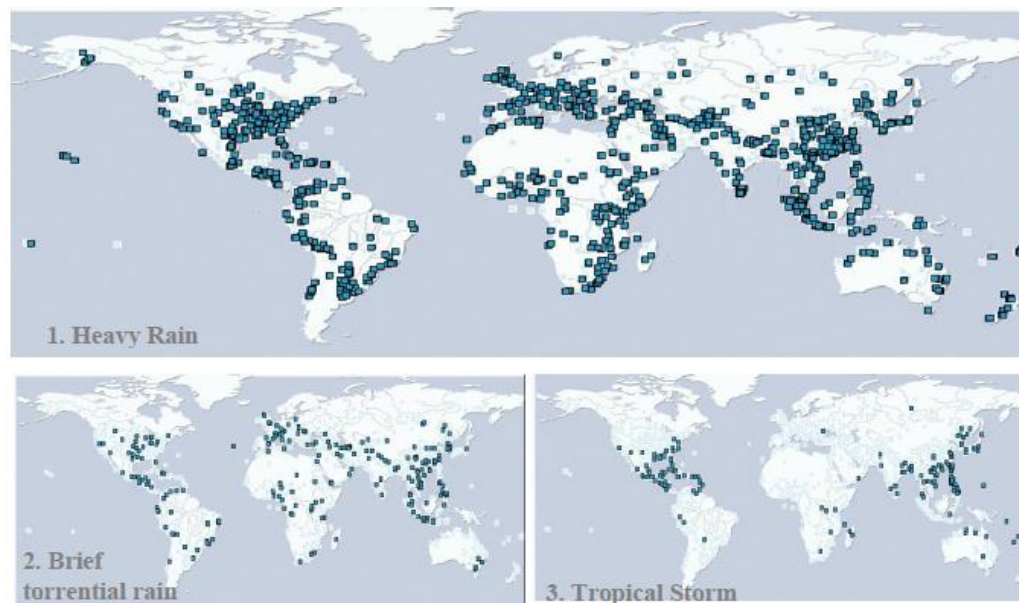 1. Heavy Rain
2. Brief
torrential rain
3. Tropical Storm